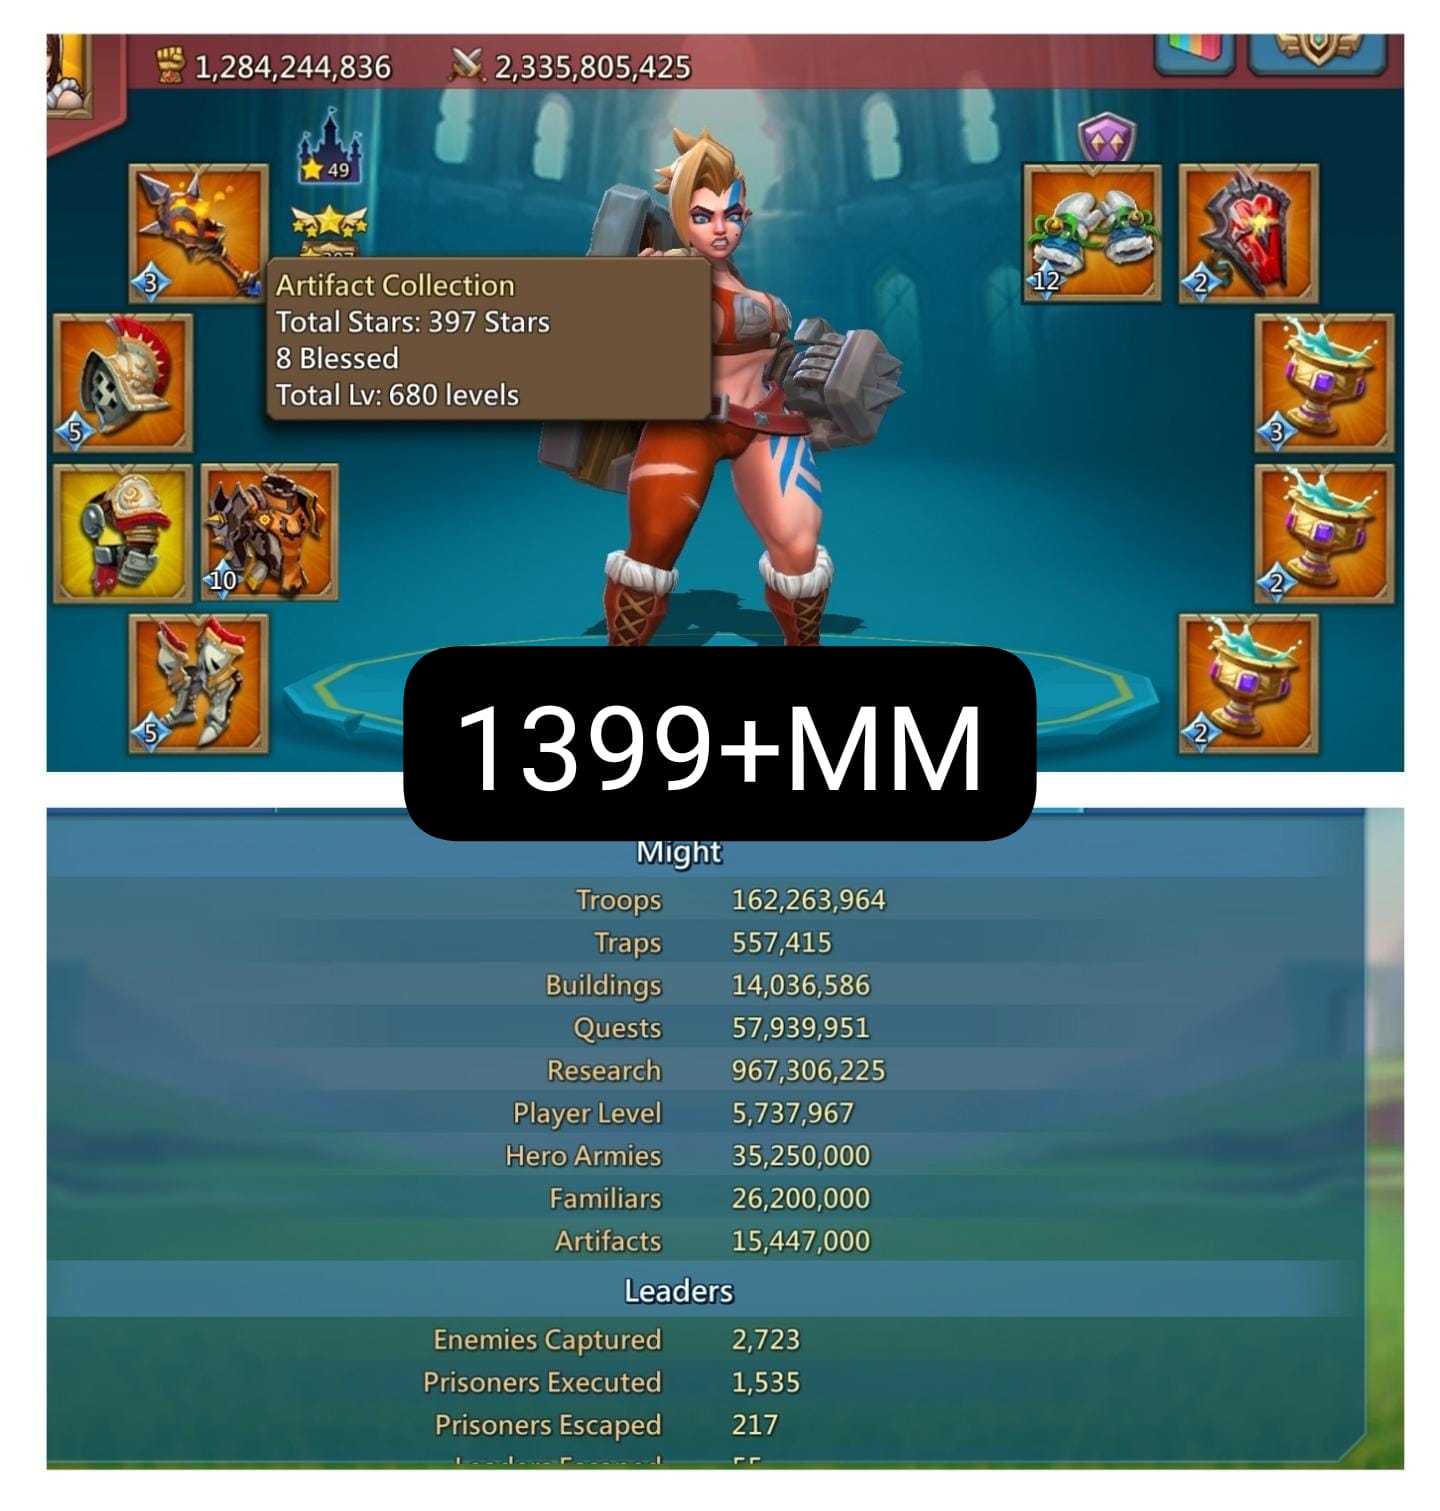 1,284,244,836 2,335,805,425
49
3
12
2
Artifact Collection
Total Stars: 397 Stars
8 Blessed
Total Lv: 680 levels
5
3
10
2
5
2
1399+MM
Might
Troops 162,263,964
Traps 557,415
Buildings 14,036,586
Quests 57,939,951
Research 967,306,225
Player Level 5,737,967
Hero Armies 35,250,000
Familiars 26,200,000
Artifacts 15,447,000
Leaders
Enemies Captured 2,723
Prisoners Executed 1,535
Prisoners Escaped 217